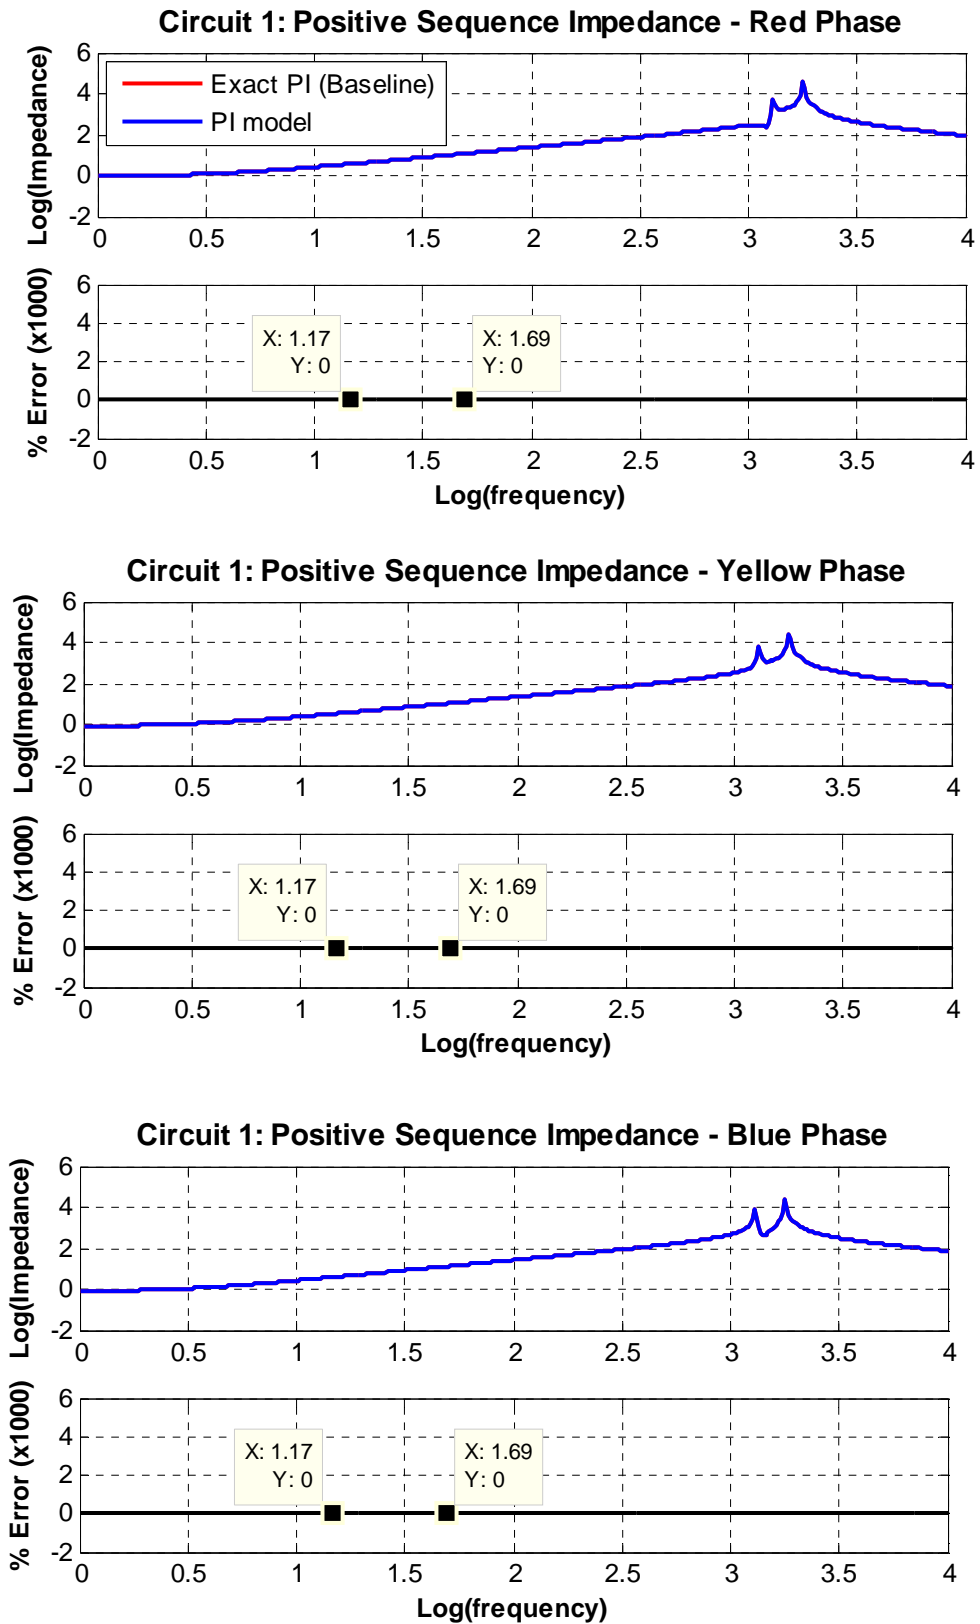 Circuit 1: Positive Sequence Impedance - Red Phase
Log(Impedance)
6
4
2
0
-2
Exact PI (Baseline)
PI model
0 0.5 1 1.5 2 2.5 3 3.5 4
% Error (x1000)
6
4
2
0
-2
X: 1.17
Y: 0
X: 1.69
Y: 0
0 0.5 1 1.5 2 2.5 3 3.5 4
Log(frequency)
Circuit 1: Positive Sequence Impedance - Yellow Phase
Log(Impedance)
6
4
2
0
-2
0 0.5 1 1.5 2 2.5 3 3.5 4
% Error (x1000)
6
4
2
0
-2
X: 1.17
Y: 0
X: 1.69
Y: 0
0 0.5 1 1.5 2 2.5 3 3.5 4
Log(frequency)
Circuit 1: Positive Sequence Impedance - Blue Phase
Log(Impedance)
6
4
2
0
-2
0 0.5 1 1.5 2 2.5 3 3.5 4
% Error (x1000)
6
4
2
0
-2
X: 1.17
Y: 0
X: 1.69
Y: 0
0 0.5 1 1.5 2 2.5 3 3.5 4
Log(frequency)